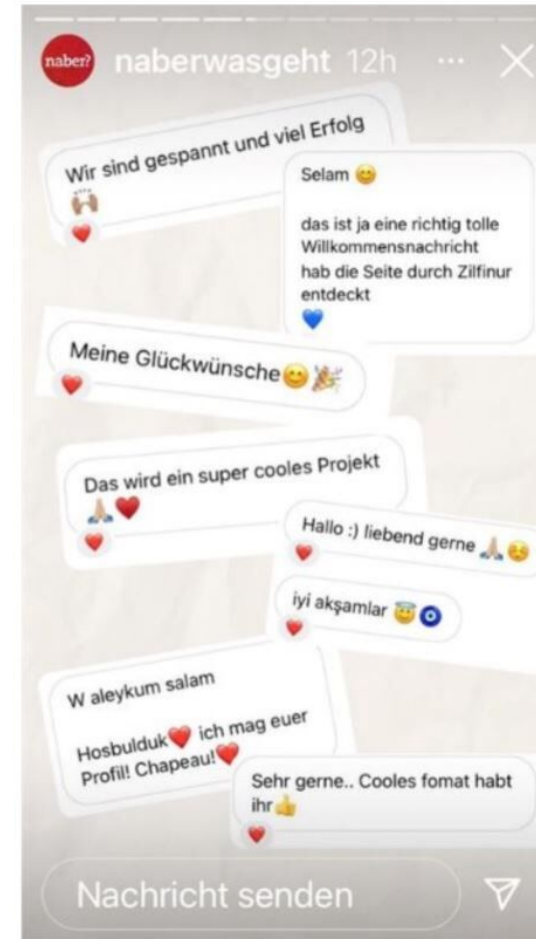 naber?
naberwasgeht 12h
Wir sind gespannt und viel Erfolg
🙌🏽
❤️
Selam 😊
das ist ja eine richtig tolle
Willkommensnachricht
hab die Seite durch Zilfinur
entdeckt
💙
Meine Glückwünsche😊🎉
❤️
Das wird ein super cooles Projekt
🙏🏼❤️
❤️
Hallo :) liebend gerne 🙏🏼☺️
❤️
iyi akşamlar 😇🧿
❤️
W aleykum salam
Hosbulduk❤️ ich mag euer
Profil! Chapeau!❤️
Sehr gerne.. Cooles fomat habt
ihr👍
❤️
Nachricht senden